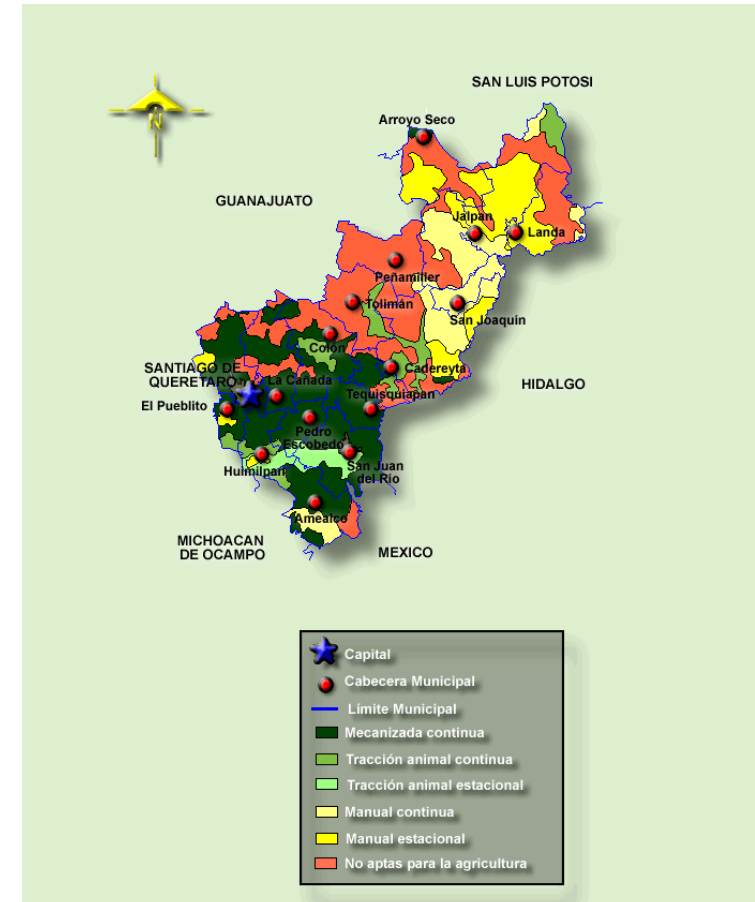 SAN LUIS POTOSI
Arroyo Seco
N
GUANAJUATO
Jalpan
Landa
Peñamiller
Tolimán
San Joaquín
Colón
SANTIAGO DE
QUERETARO
La Cañada
Cadereyta
HIDALGO
Tequisquiapan
El Pueblito
Pedro
Escobedo
Huimilpan
San Juan
del Río
Amealco
MICHOACAN
DE OCAMPO
MEXICO
Capital
Cabecera Municipal
Límite Municipal
Mecanizada continua
Tracción animal continua
Tracción animal estacional
Manual continua
Manual estacional
No aptas para la agricultura